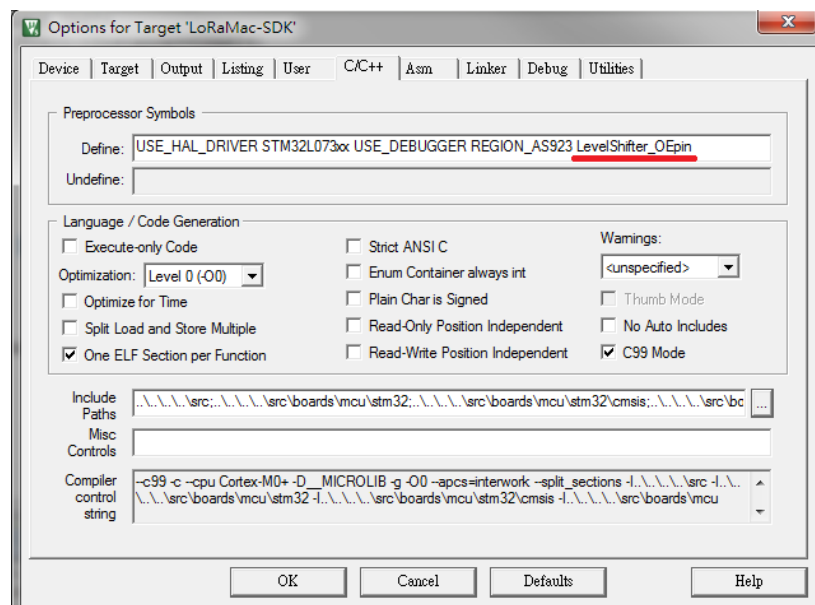 Options for Target 'LoRaMac-SDK'
Device Target Output Listing User C/C++ Asm Linker Debug Utilities
Preprocessor Symbols
Define: USE_HAL_DRIVER STM32L073xx USE_DEBUGGER REGION_AS923 LevelShifter_OEpin
Undefine:
Language / Code Generation
Execute-only Code Strict ANSI C Warnings:
Optimization: Level 0 (-O0) Enum Container always int <unspecified>
Optimize for Time Plain Char is Signed Thumb Mode
Split Load and Store Multiple Read-Only Position Independent No Auto Includes
One ELF Section per Function Read-Write Position Independent C99 Mode
Include Paths ..\..\..\..\src;..\..\..\..\src\boards\mcu\stm32;..\..\..\..\src\boards\mcu\stm32\cmsis;..\..\..\..\src\bo ...
Misc Controls
Compiler control string --c99 -c --cpu Cortex-M0+ -D__MICROLIB -g -O0 --apcs=interwork --split_sections -I..\..\..\..\src -I..\..
\..\..\src\boards\mcu\stm32 -I..\..\..\..\src\boards\mcu\stm32\cmsis -I..\..\..\..\src\boards\mcu
OK Cancel Defaults Help